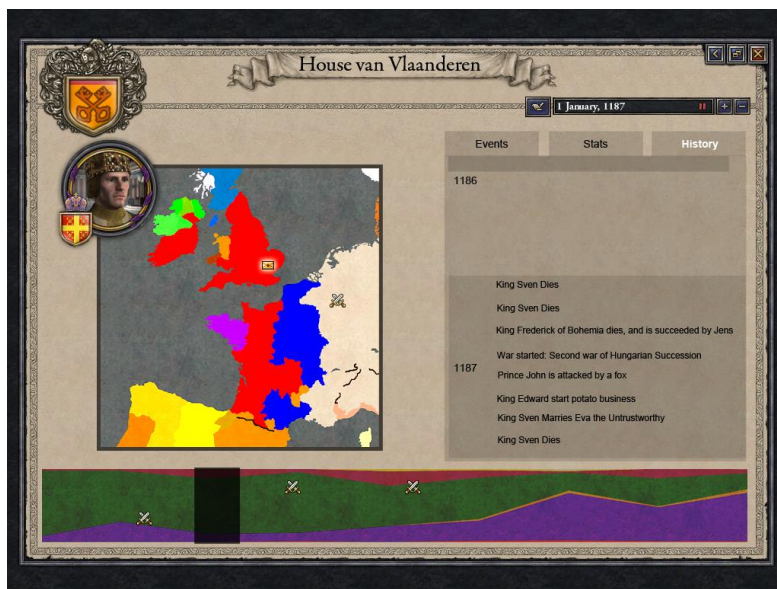 House van Vlaanderen
1 January, 1187
Events
Stats
History
1186
King Sven Dies
King Sven Dies
King Frederick of Bohemia dies, and is succeeded by Jens
War started: Second war of Hungarian Succession
1187
Prince John is attacked by a fox
King Edward start potato business
King Sven Marries Eva the Untrustworthy
King Sven Dies